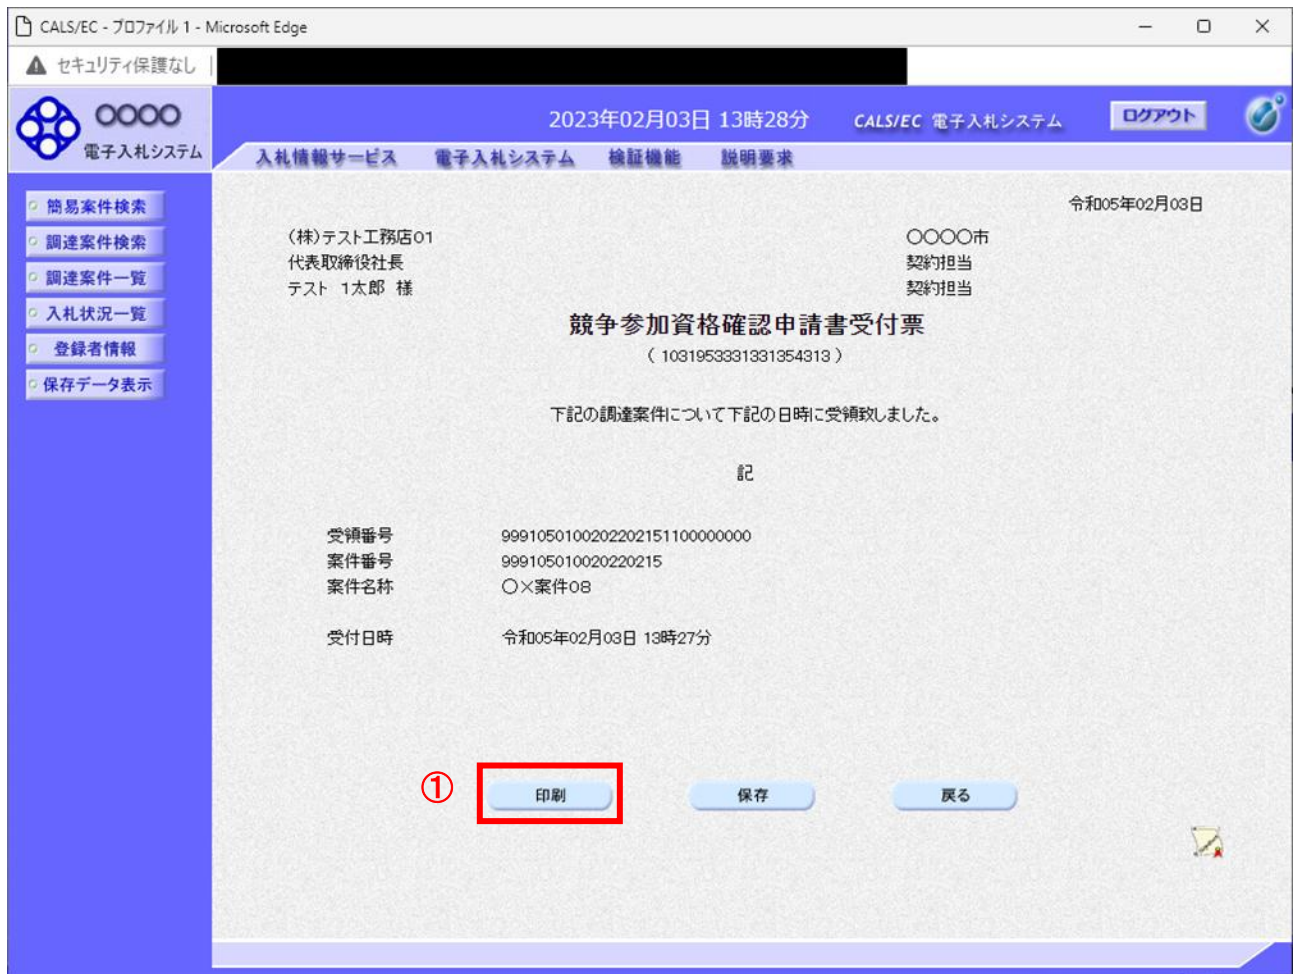 CALS/EC - プロファイル 1 - Microsoft Edge
セキュリティ保護なし
〇〇〇〇
電子入札システム
2023年02月03日 13時28分
CALS/EC 電子入札システム
ログアウト
入札情報サービス 電子入札システム 検証機能 説明要求
簡易案件検索
調達案件検索
調達案件一覧
入札状況一覧
登録者情報
保存データ表示
令和05年02月03日
(株)テスト工務店01
代表取締役社長
テスト 1太郎 様
〇〇〇〇市
契約担当
契約担当
競争参加資格確認申請書受付票
( 1031953331331354313 )
下記の調達案件について下記の日時に受領致しました。
記
受領番号 99910501002022021511​00000000
案件番号 999105010020220215
案件名称 〇×案件08
受付日時 令和05年02月03日 13時27分
①
印刷
保存
戻る